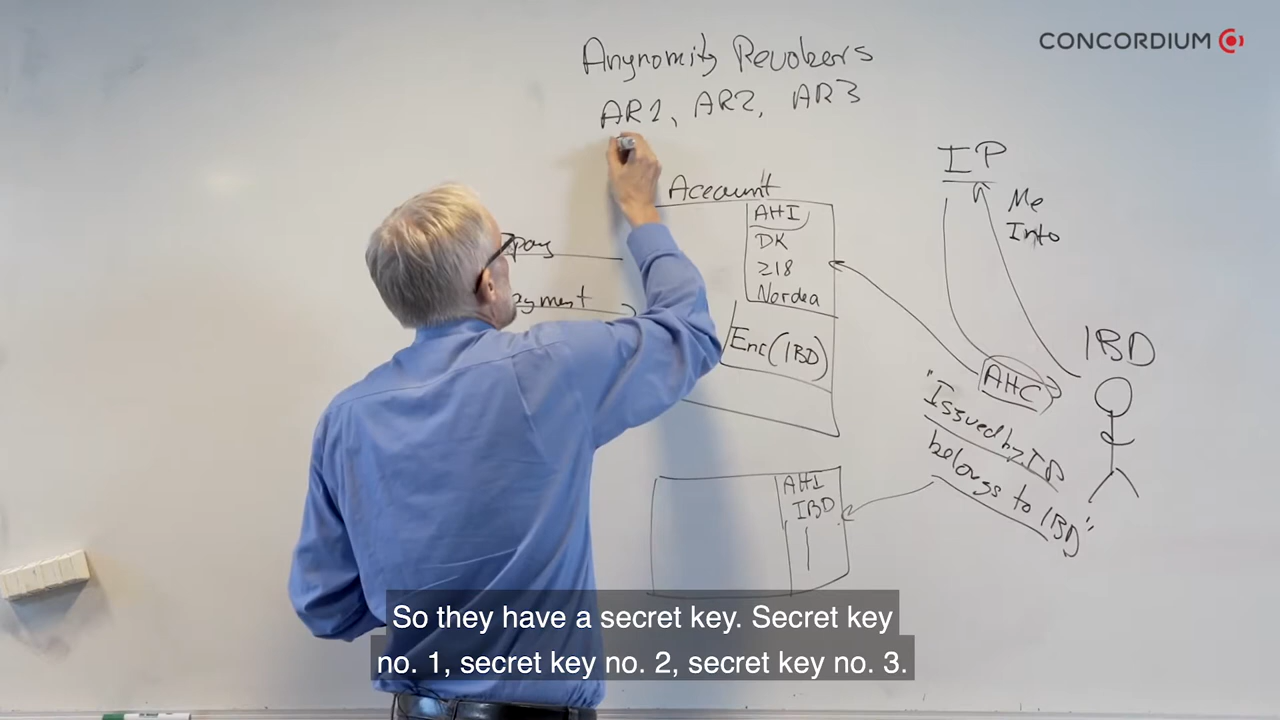 CONCORDIUM
Anynomity Revokers
AR1, AR2, AR3
IP
Me
Info
Account
AHI
DK
≥18
Nordea
Enc(IBD)
pay
ayment
IBD
AHC
"Issued by IP
belongs to IBD"
AHI
IBD
So they have a secret key. Secret key
no. 1, secret key no. 2, secret key no. 3.